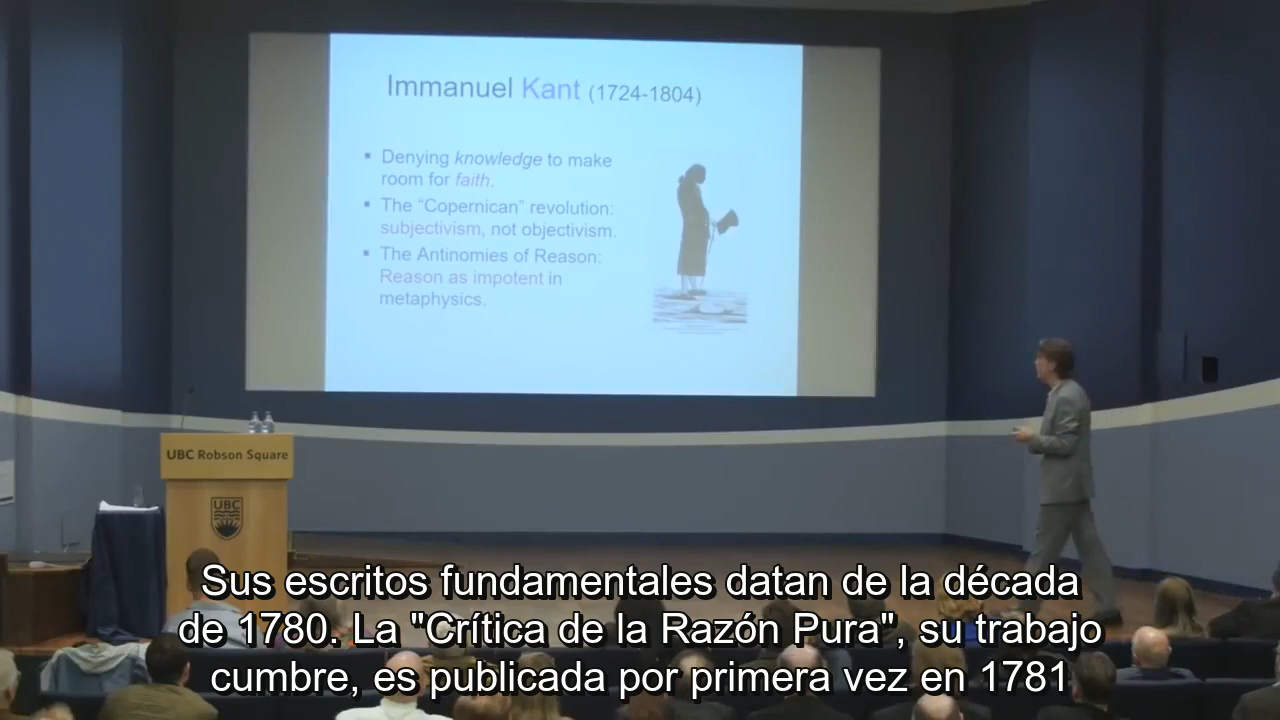 Immanuel Kant (1724-1804)
▪ Denying knowledge to make
room for faith.
▪ The “Copernican” revolution:
subjectivism, not objectivism.
▪ The Antinomies of Reason:
Reason as impotent in
metaphysics.
UBC Robson Square
UBC
Sus escritos fundamentales datan de la década
de 1780. La "Crítica de la Razón Pura", su trabajo
cumbre, es publicada por primera vez en 1781